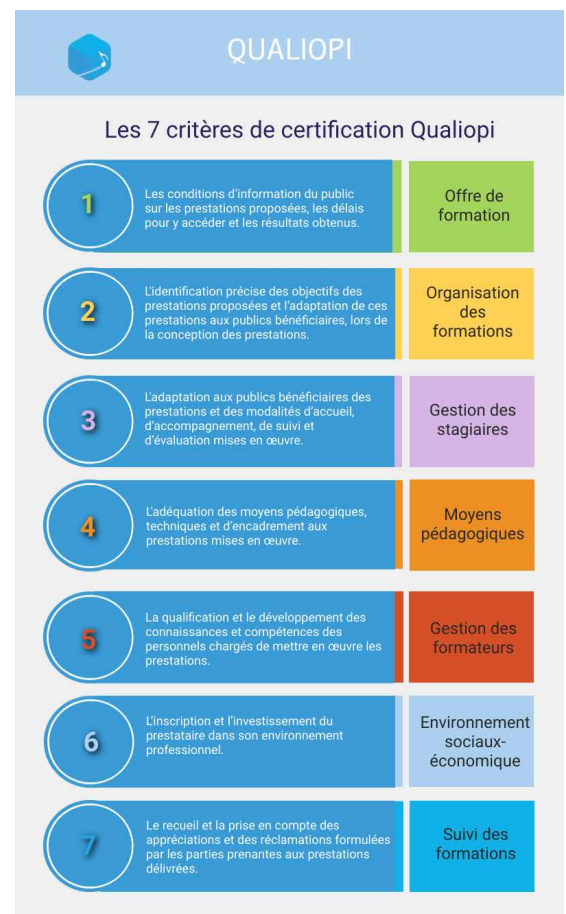 QUALIOPI
Les 7 critères de certification Qualiopi
1
Les conditions d'information du public
sur les prestations proposées, les délais
pour y accéder et les résultats obtenus.
Offre de
formation
2
L'identification précise des objectifs des
prestations proposées et l'adaptation de ces
prestations aux publics bénéficiaires, lors de
la conception des prestations.
Organisation
des
formations
3
L'adaptation aux publics bénéficiaires des
prestations et des modalités d'accueil,
d'accompagnement, de suivi et
d'évaluation mises en œuvre.
Gestion des
stagiaires
4
L'adéquation des moyens pédagogiques,
techniques et d'encadrement aux
prestations mises en œuvre.
Moyens
pédagogiques
5
La qualification et le développement des
connaissances et compétences des
personnels chargés de mettre en œuvre les
prestations.
Gestion des
formateurs
6
L'inscription et l'investissement du
prestataire dans son environnement
professionnel.
Environnement
sociaux-
économique
7
Le recueil et la prise en compte des
appréciations et des réclamations formulées
par les parties prenantes aux prestations
délivrées.
Suivi des
formations